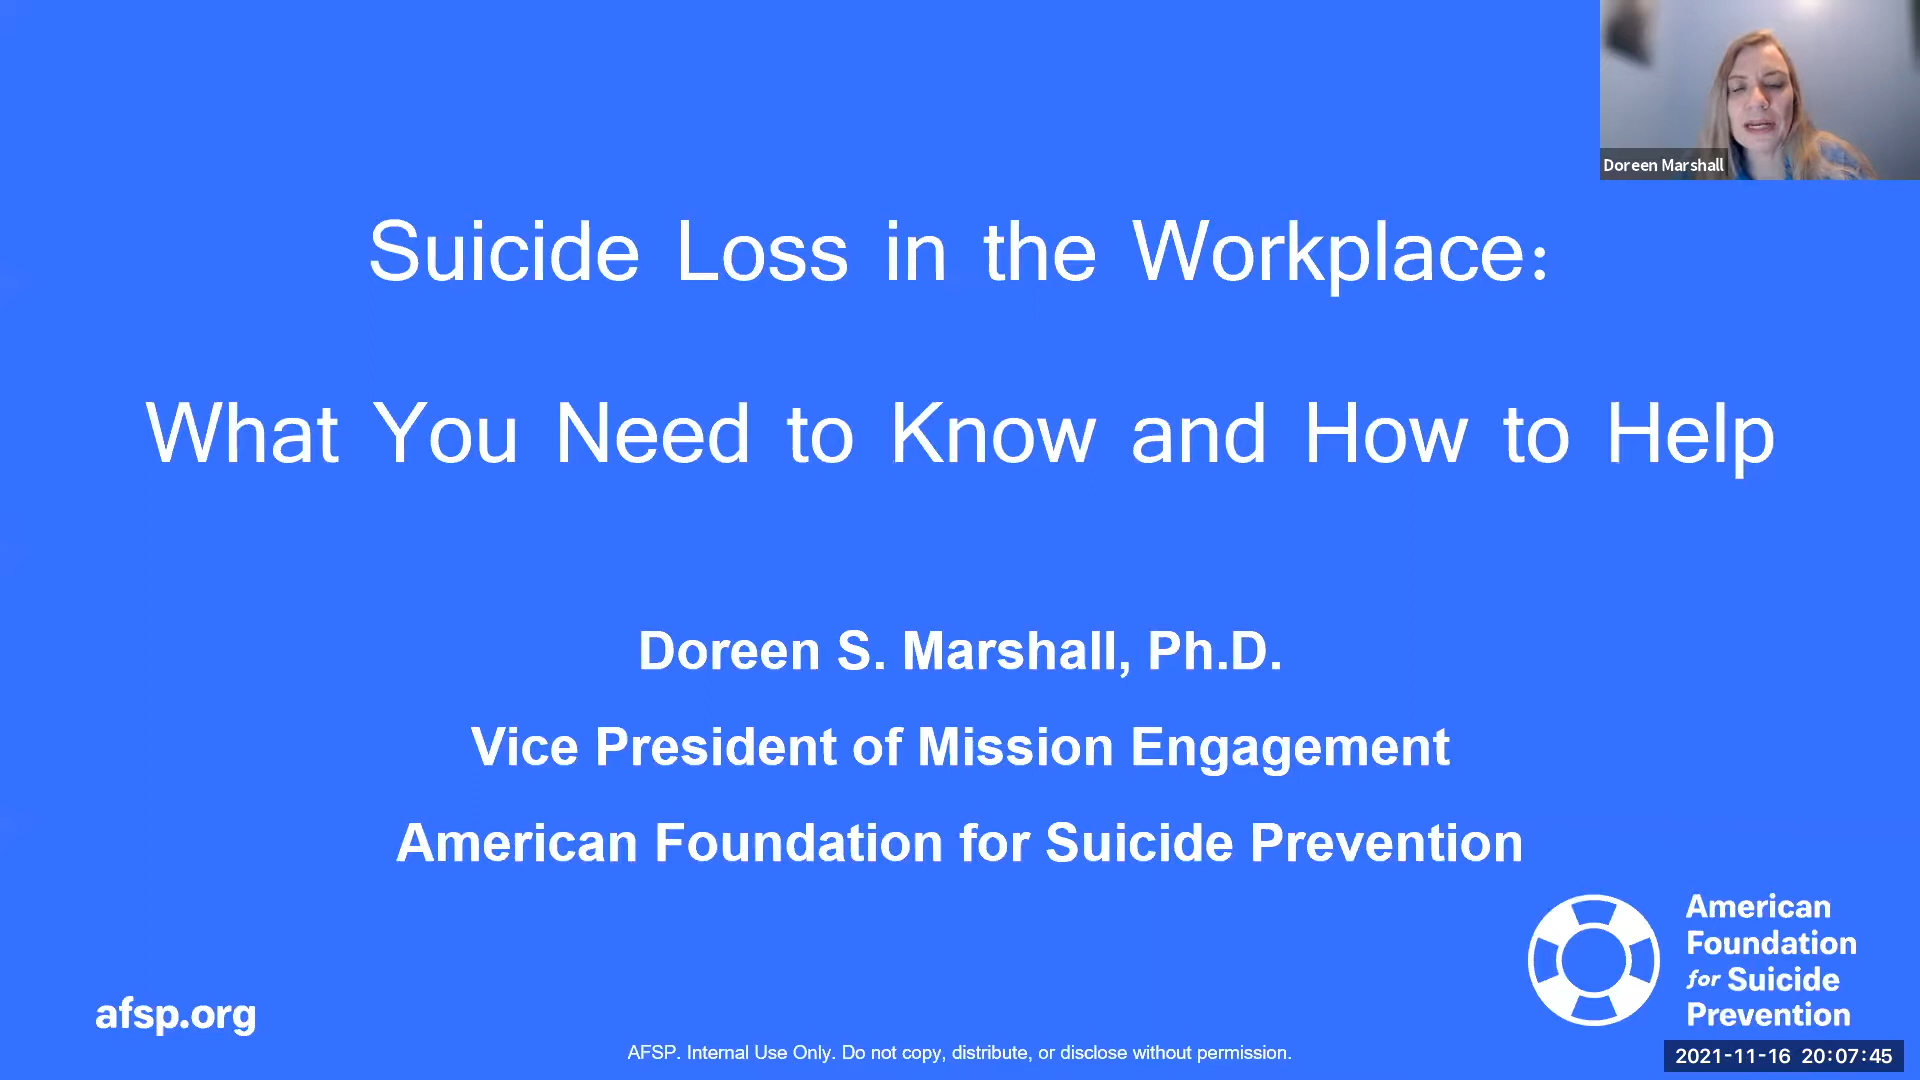 Doreen Marshall
Suicide Loss in the Workplace:
What You Need to Know and How to Help
Doreen S. Marshall, Ph.D.
Vice President of Mission Engagement
American Foundation for Suicide Prevention
American
Foundation
for Suicide
Prevention
afsp.org
AFSP. Internal Use Only. Do not copy, distribute, or disclose without permission.
2021-11-16 20:07:45